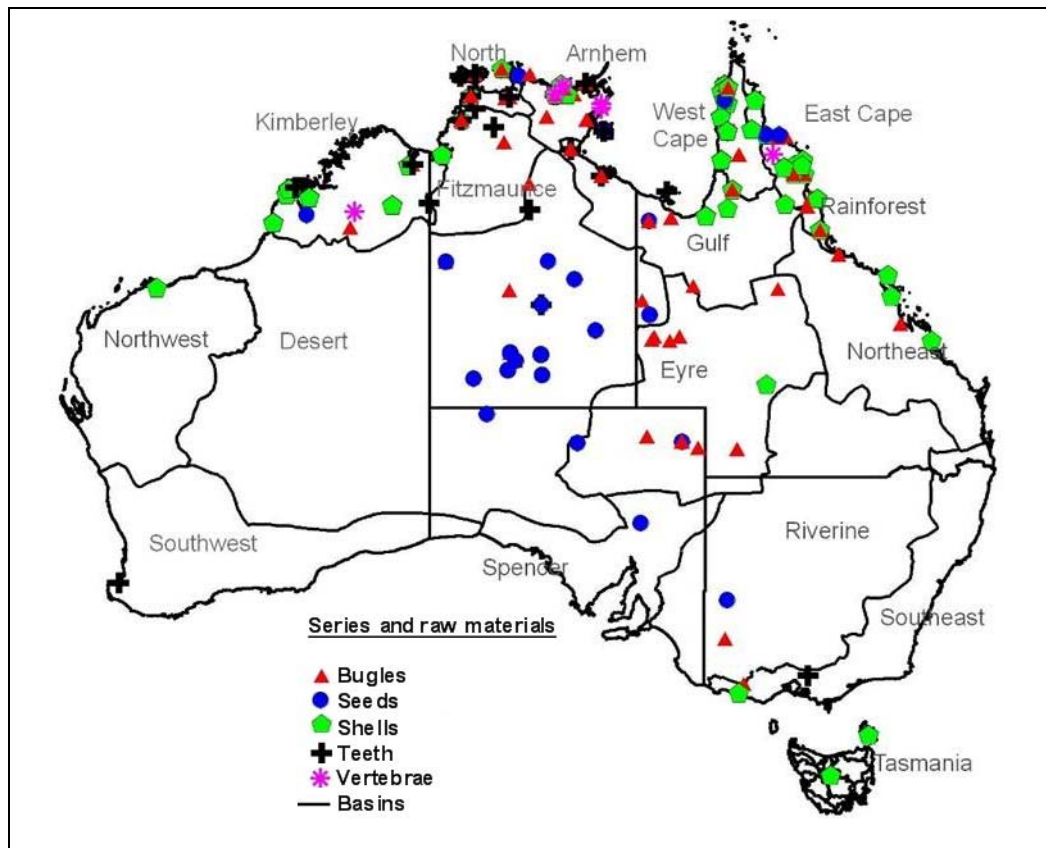 North
Arnhem
Kimberley
West
Cape
East Cape
Fitzmaurice
Rainforest
Gulf
Northwest
Desert
Eyre
Northeast
Southwest
Spencer
Riverine
Southeast
Tasmania
Series and raw materials
Bugles
Seeds
Shells
Teeth
Vertebrae
Basins